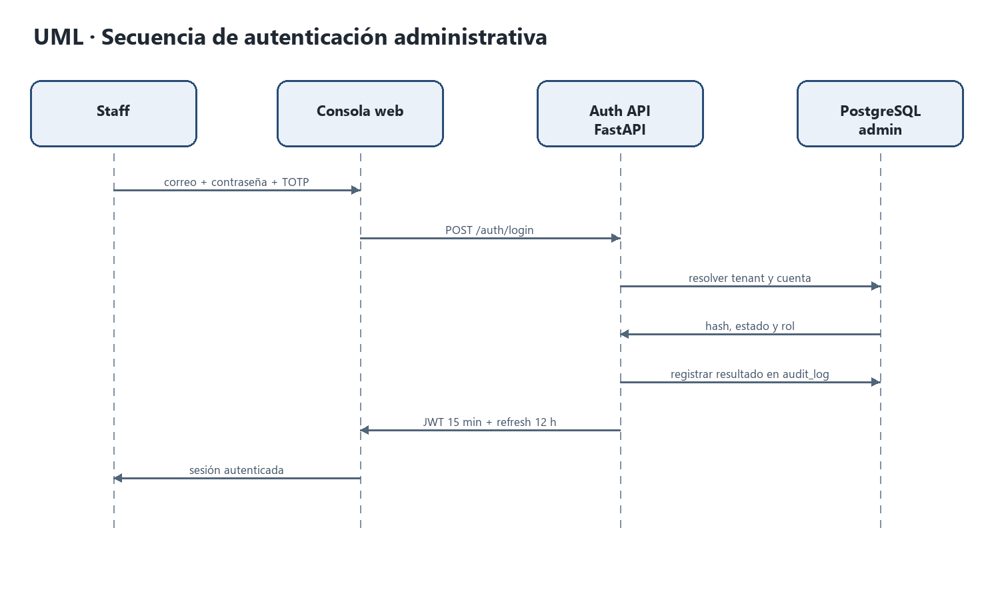 UML · Secuencia de autenticación administrativa
Staff
Consola web
Auth API
FastAPI
PostgreSQL
admin
correo + contraseña + TOTP
POST /auth/login
resolver tenant y cuenta
hash, estado y rol
registrar resultado en audit_log
JWT 15 min + refresh 12 h
sesión autenticada